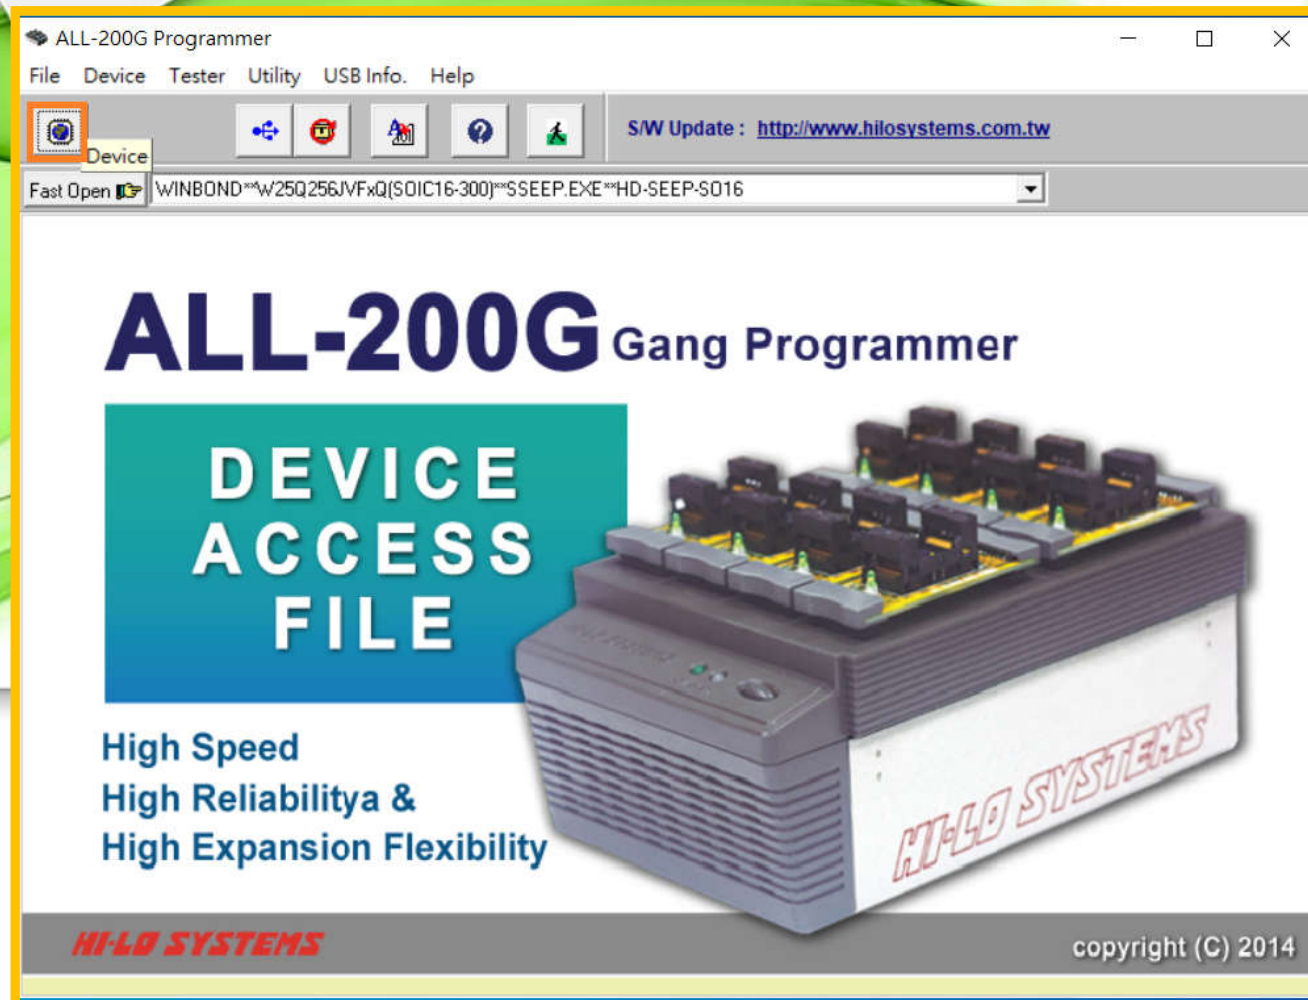 ALL-200G Programmer
File Device Tester Utility USB Info. Help
S/W Update : http://www.hilosystems.com.tw
Device
Fast Open WINBOND**W25Q256JVFxQ(SOIC16-300)**SSEEP.EXE**HD-SEEP-SO16
ALL-200G Gang Programmer
DEVICE
ACCESS
FILE
High Speed
High Reliabilitya &
High Expansion Flexibility
HI-LO SYSTEMS
HI-LO SYSTEMS
copyright (C) 2014